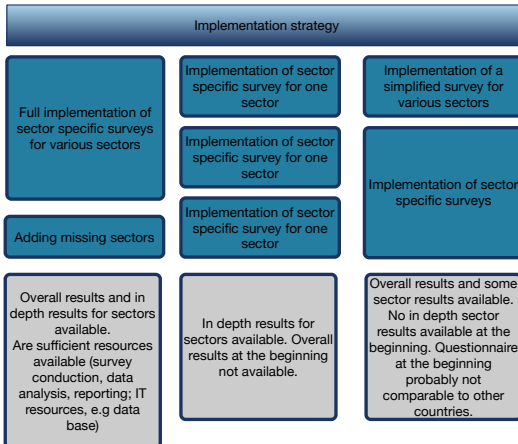 Implementation strategy
Full implementation of
sector specific surveys
for various sectors
Adding missing sectors
Overall results and in
depth results for sectors
available.
Are sufficient resources
available (survey
conduction, data
analysis, reporting; IT
resources, e.g data
base)
Implementation of sector
specific survey for one
sector
Implementation of sector
specific survey for one
sector
Implementation of sector
specific survey for one
sector
In depth results for
sectors available. Overall
results at the beginning
not available.
Implementation of a
simplified survey for
various sectors
Implementation of sector
specific surveys
Overall results and some
sector results available.
No in depth sector
results available at the
beginning. Questionnaire
at the beginning
probably not
comparable to other
countries.